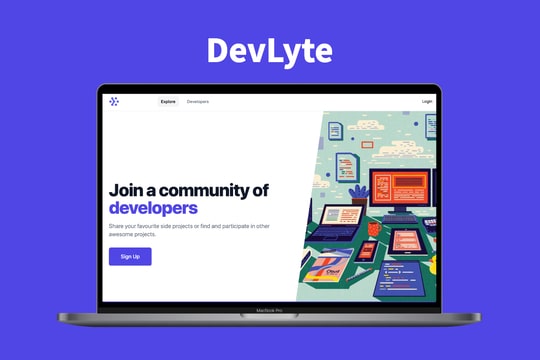 DevLyte
Explore
Developers
Login
Join a community of
developers
Share your favourite side projects or find and participate in other
awesome projects.
Sign Up
MacBook Pro